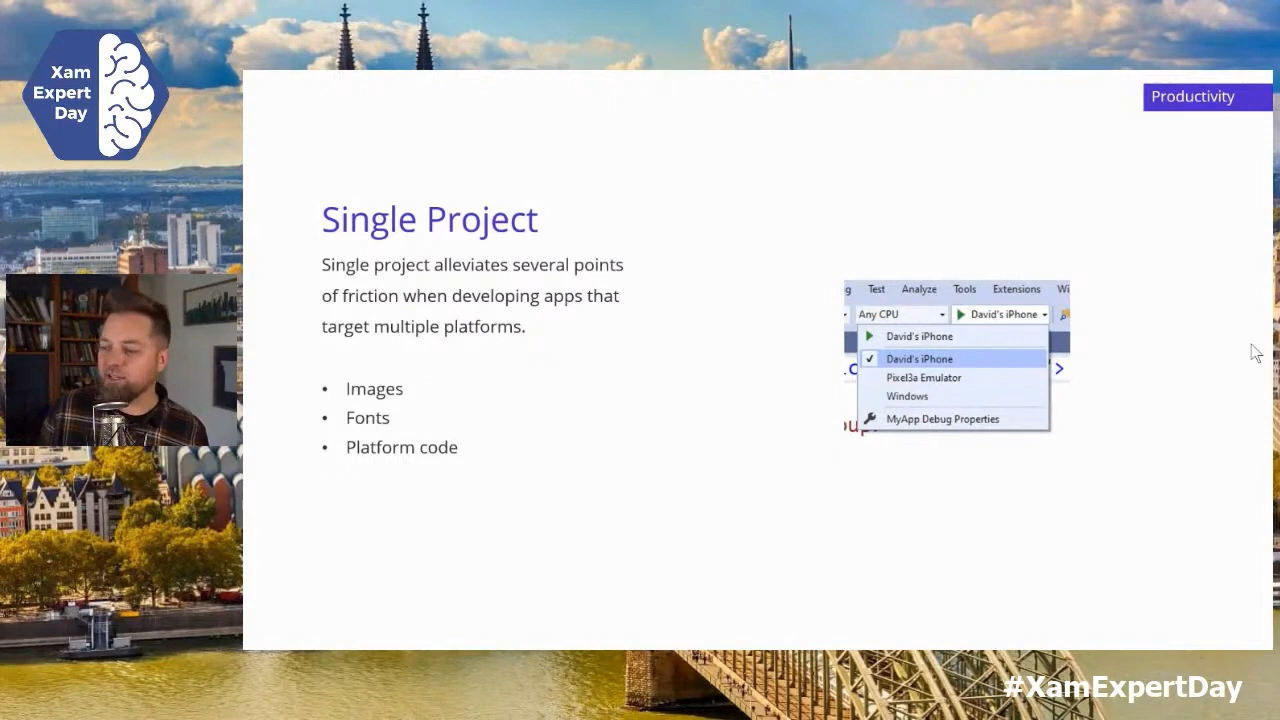 Xam
Expert
Day
Productivity
Single Project
Single project alleviates several points
of friction when developing apps that
target multiple platforms.
• Images
• Fonts
• Platform code
g Test Analyze Tools Extensions Wi
Any CPU David's iPhone
David's iPhone
David's iPhone
Pixel3a Emulator
Windows
MyApp Debug Properties
#XamExpertDay